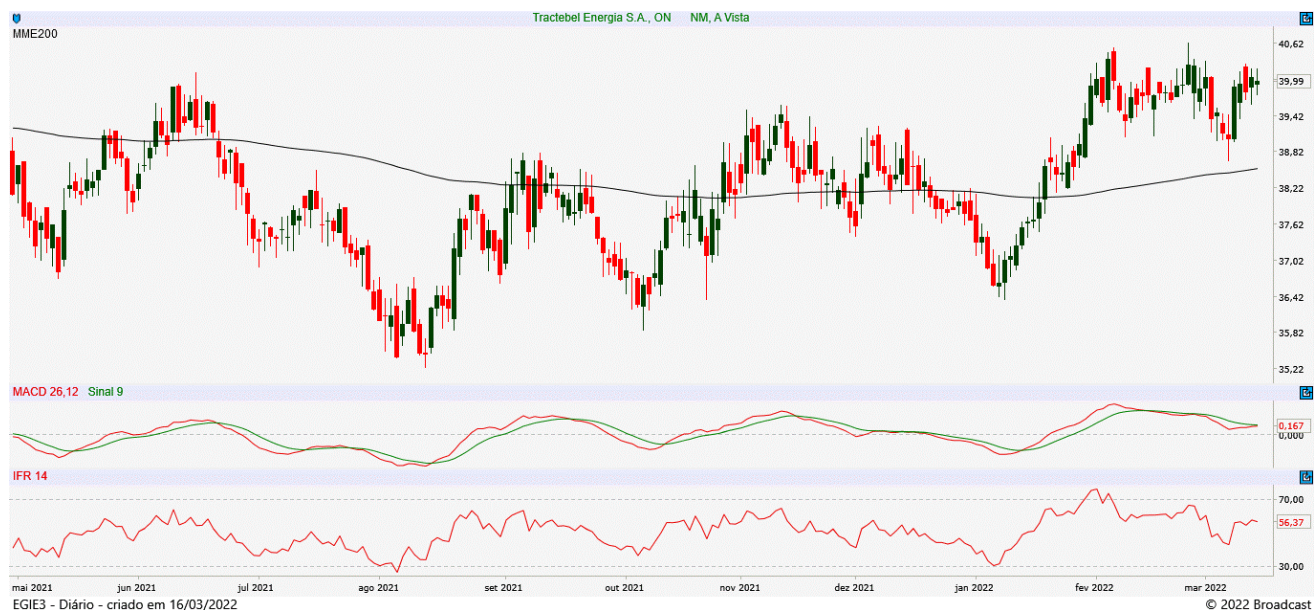 Tractebel Energia S.A., ON NM, A Vista
MME200
40,62
39,99
39,42
38,82
38,22
37,62
37,02
36,42
35,82
35,22
MACD 26,12 Sinal 9
0,167
0,000
IFR 14
70,00
56,37
30,00
mai 2021 jun 2021 jul 2021 ago 2021 set 2021 out 2021 nov 2021 dez 2021 jan 2022 fev 2022 mar 2022
EGIE3 - Diário - criado em 16/03/2022 © 2022 Broadcast